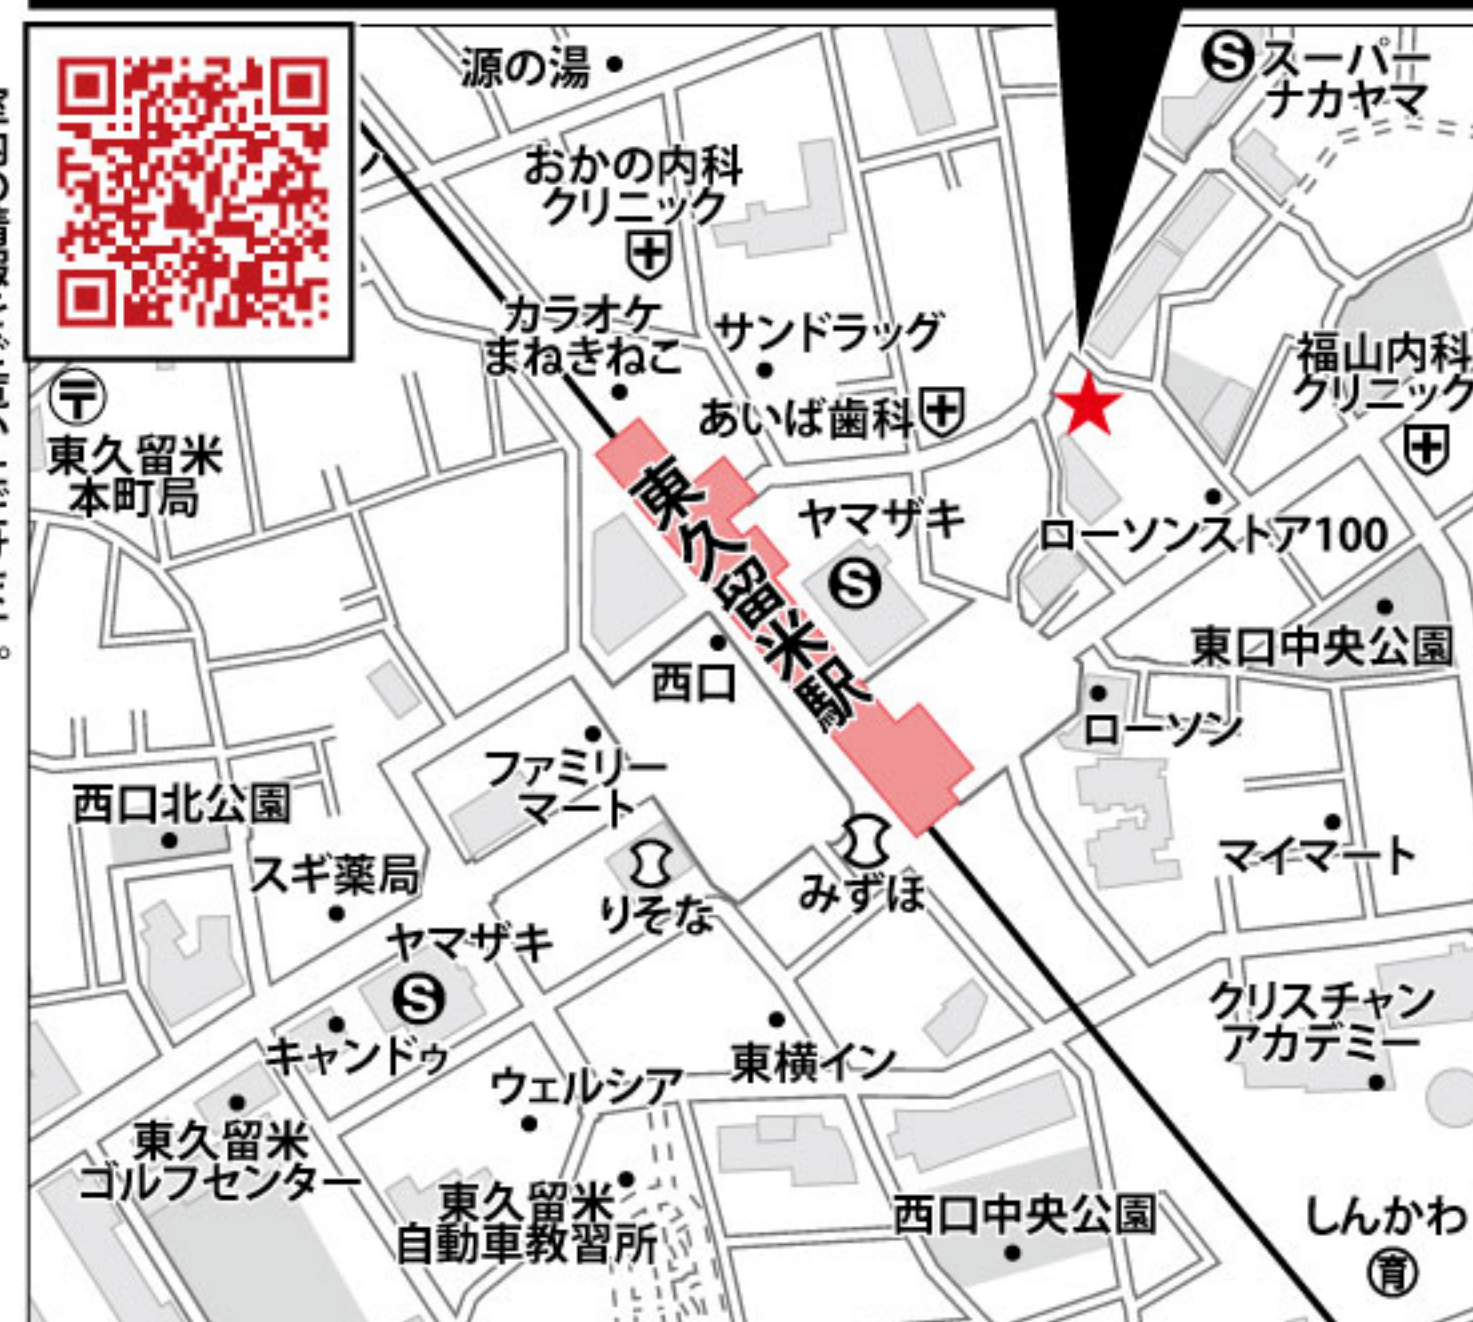 源の湯
Ⓢスーパー
ナカヤマ
おかの内科
クリニック
カラオケ
まねきねこ
サンドラッグ
福山内科
クリニック
〒
東久留米
本町局
あいば歯科
東久留米駅
ヤマザキ
Ⓢ
ローソンストア100
西口
東口中央公園
ローソン
ファミリー
マート
西口北公園
スギ薬局
マイマート
りそな
みずほ
ヤマザキ
Ⓢ
クリスチャン
アカデミー
キャンドゥ
東横イン
ウェルシア
東久留米
ゴルフセンター
東久留米
自動車教習所
西口中央公園
しんかわ
育